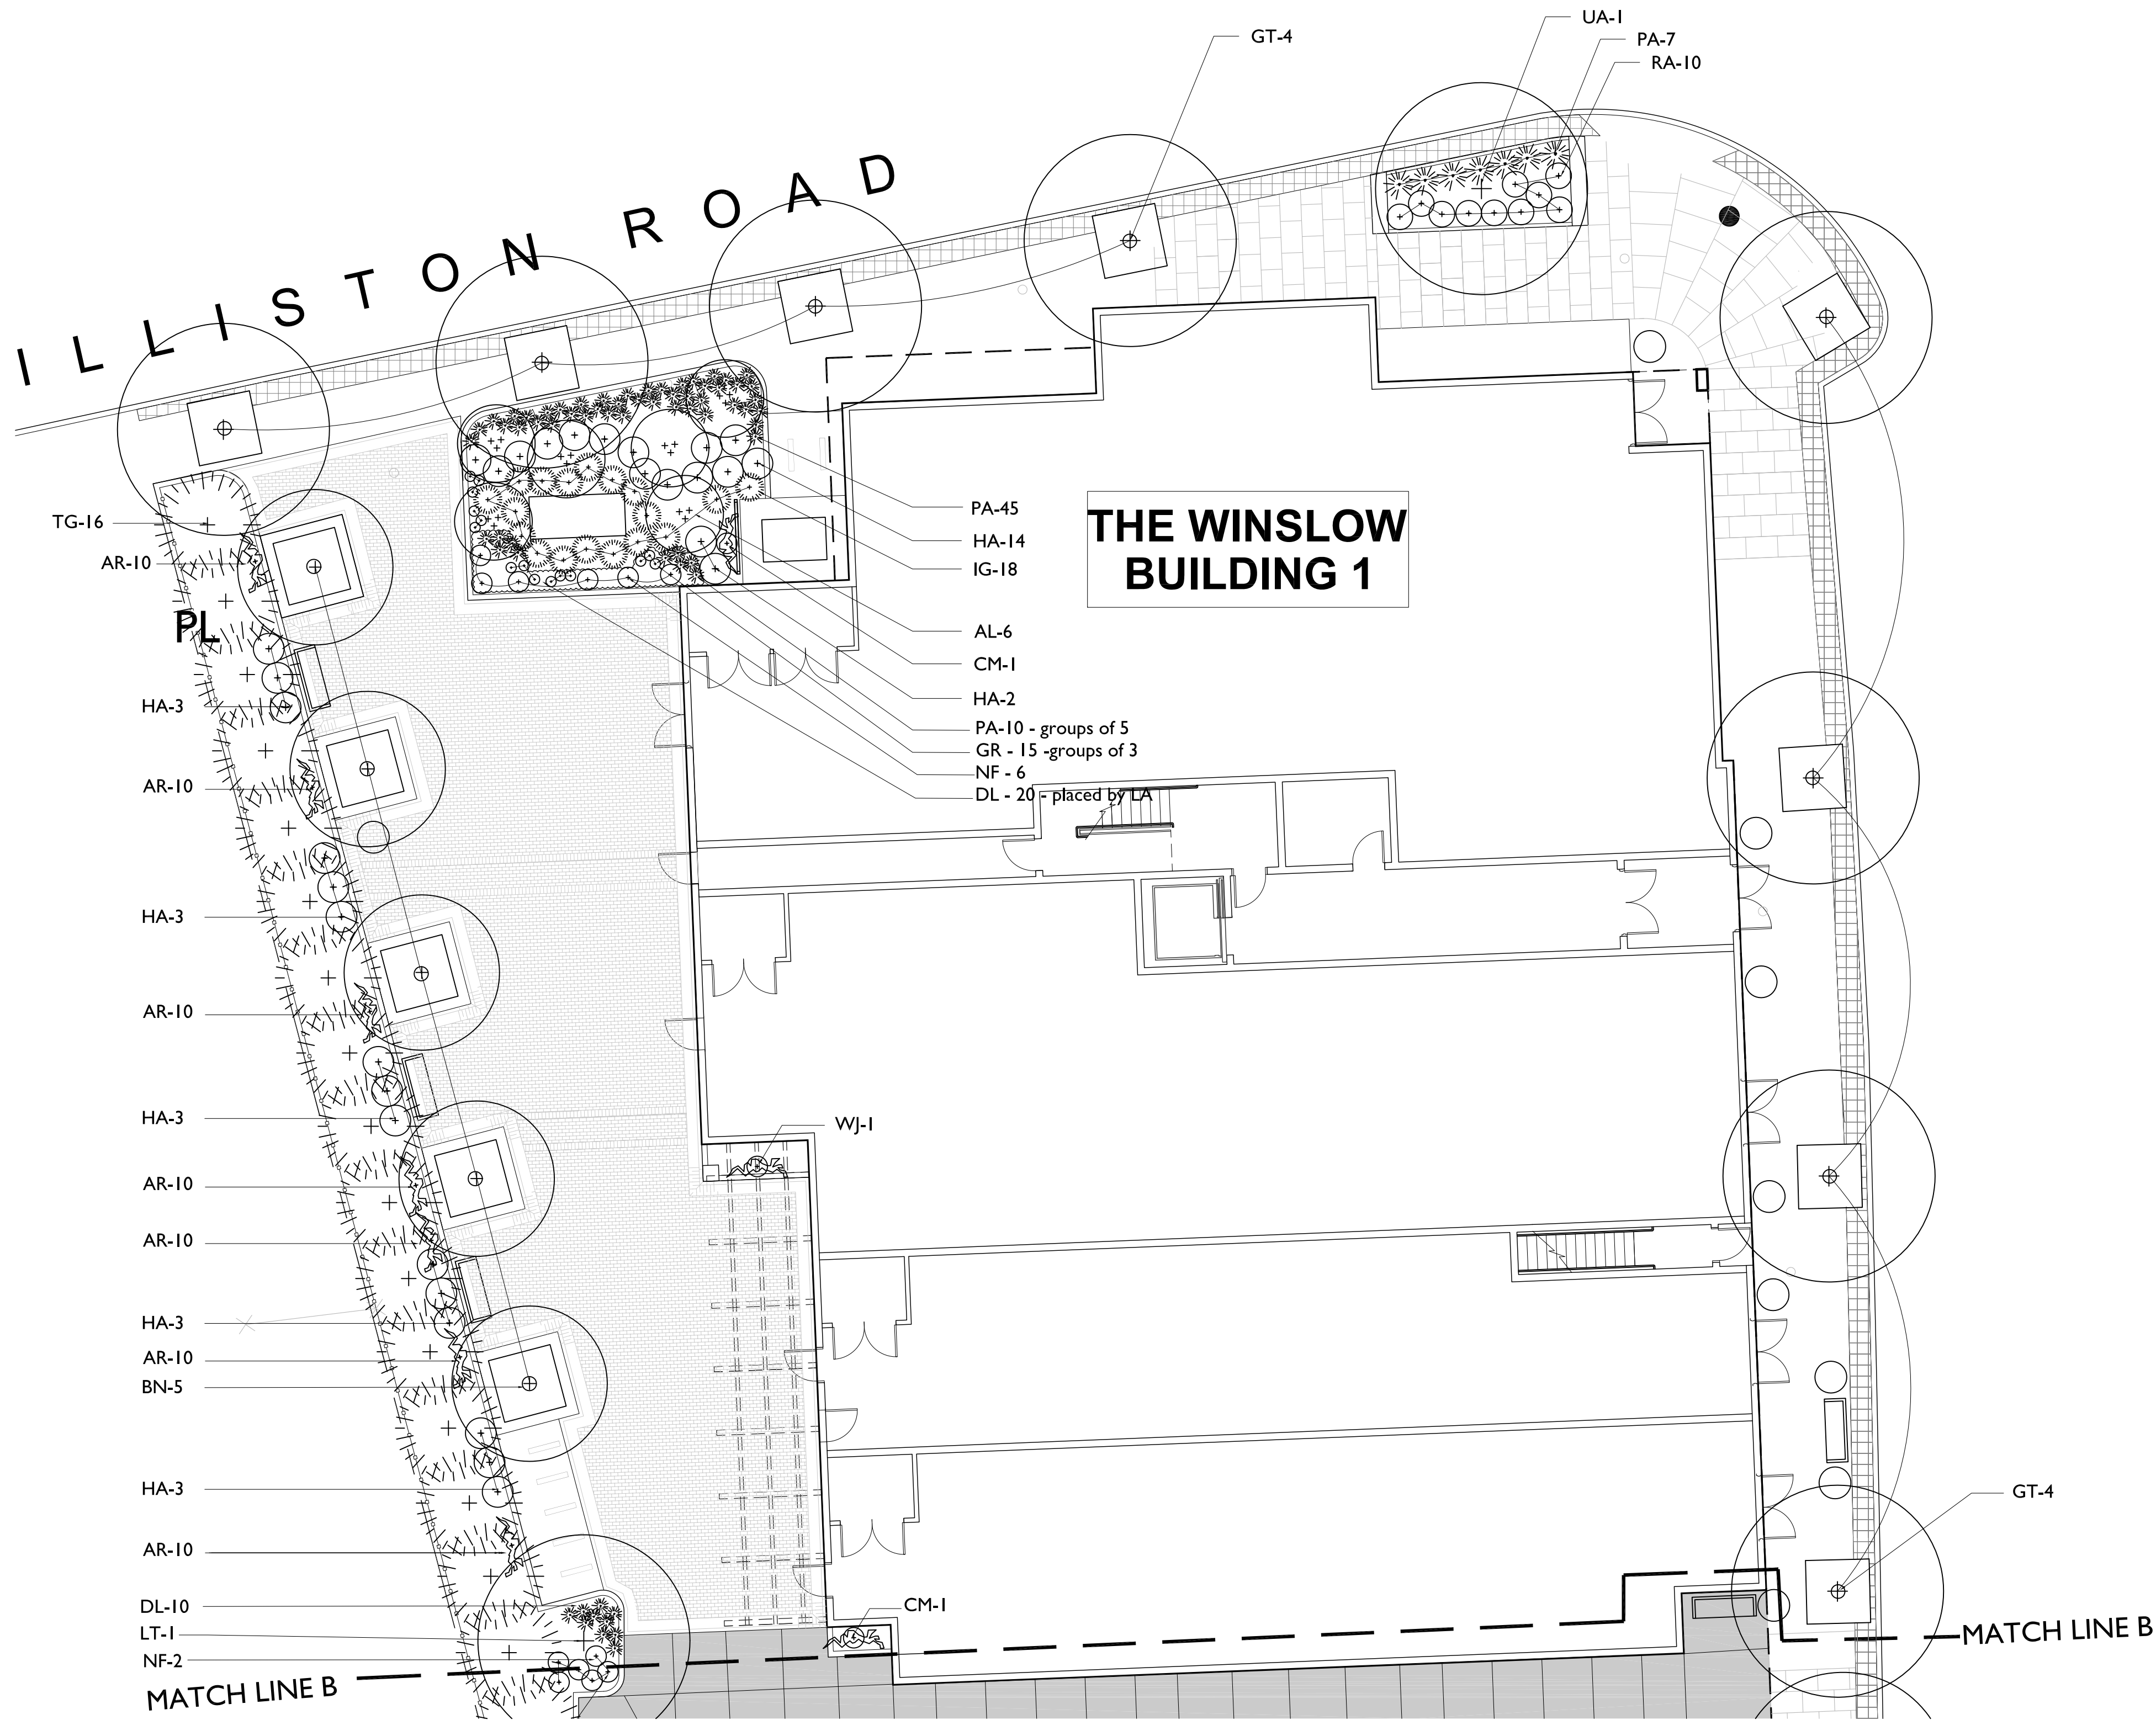 UA-1
PA-7
RA-10
GT-4
ILLISTON ROAD
TG-16
AR-10
PL
HA-3
AR-10
HA-3
AR-10
HA-3
AR-10
AR-10
HA-3
AR-10
BN-5
HA-3
AR-10
DL-10
LT-1
NF-2
MATCH LINE B
PA-45
HA-14
IG-18
AL-6
CM-1
HA-2
PA-10 - groups of 5
GR - 15 -groups of 3
NF - 6
DL - 20 - placed by LA
THE WINSLOW
BUILDING 1
WJ-1
CM-1
GT-4
MATCH LINE B